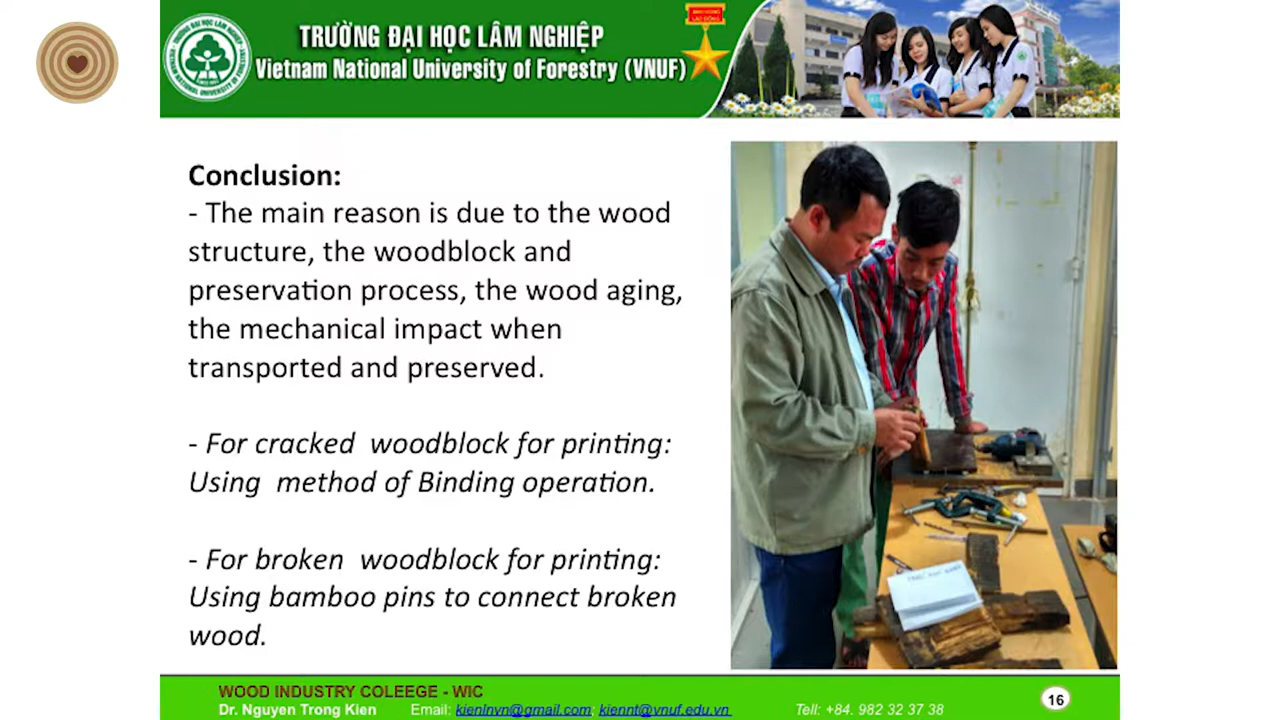 TRƯỜNG ĐẠI HỌC LÂM NGHIỆP
Vietnam National University of Forestry (VNUF)
Conclusion:
- The main reason is due to the wood
structure, the woodblock and
preservation process, the wood aging,
the mechanical impact when
transported and preserved.
- For cracked woodblock for printing:
Using method of Binding operation.
- For broken woodblock for printing:
Using bamboo pins to connect broken
wood.
WOOD INDUSTRY COLEEGE - WIC
Dr. Nguyen Trong Kien Email: kienlnvn@gmail.com, kiennt@vnuf.edu.vn Tell: +84. 982 32 37 38
16